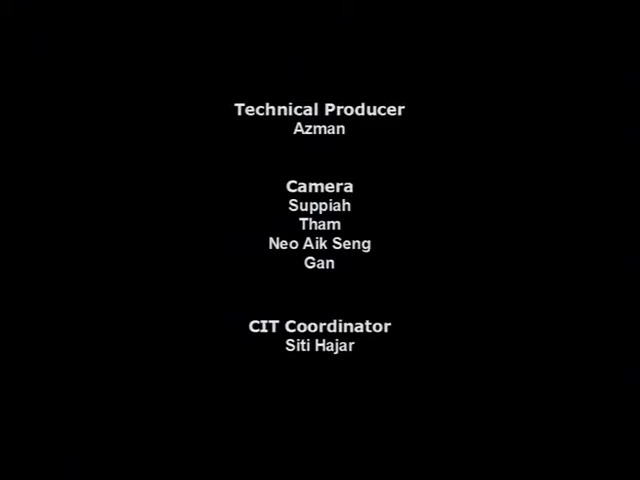 Technical Producer
Azman
Camera
Suppiah
Tham
Neo Aik Seng
Gan
CIT Coordinator
Siti Hajar